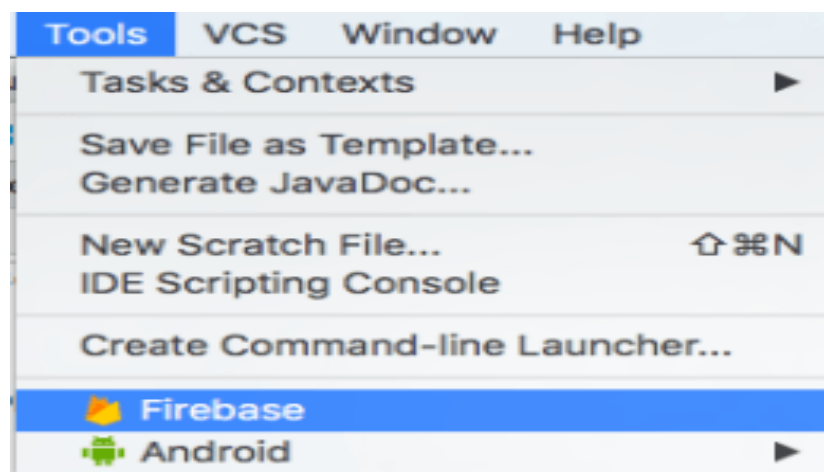 Tools VCS Window Help
Tasks & Contexts
Save File as Template...
Generate JavaDoc...
New Scratch File... ⇧⌘N
IDE Scripting Console
Create Command-line Launcher...
Firebase
Android